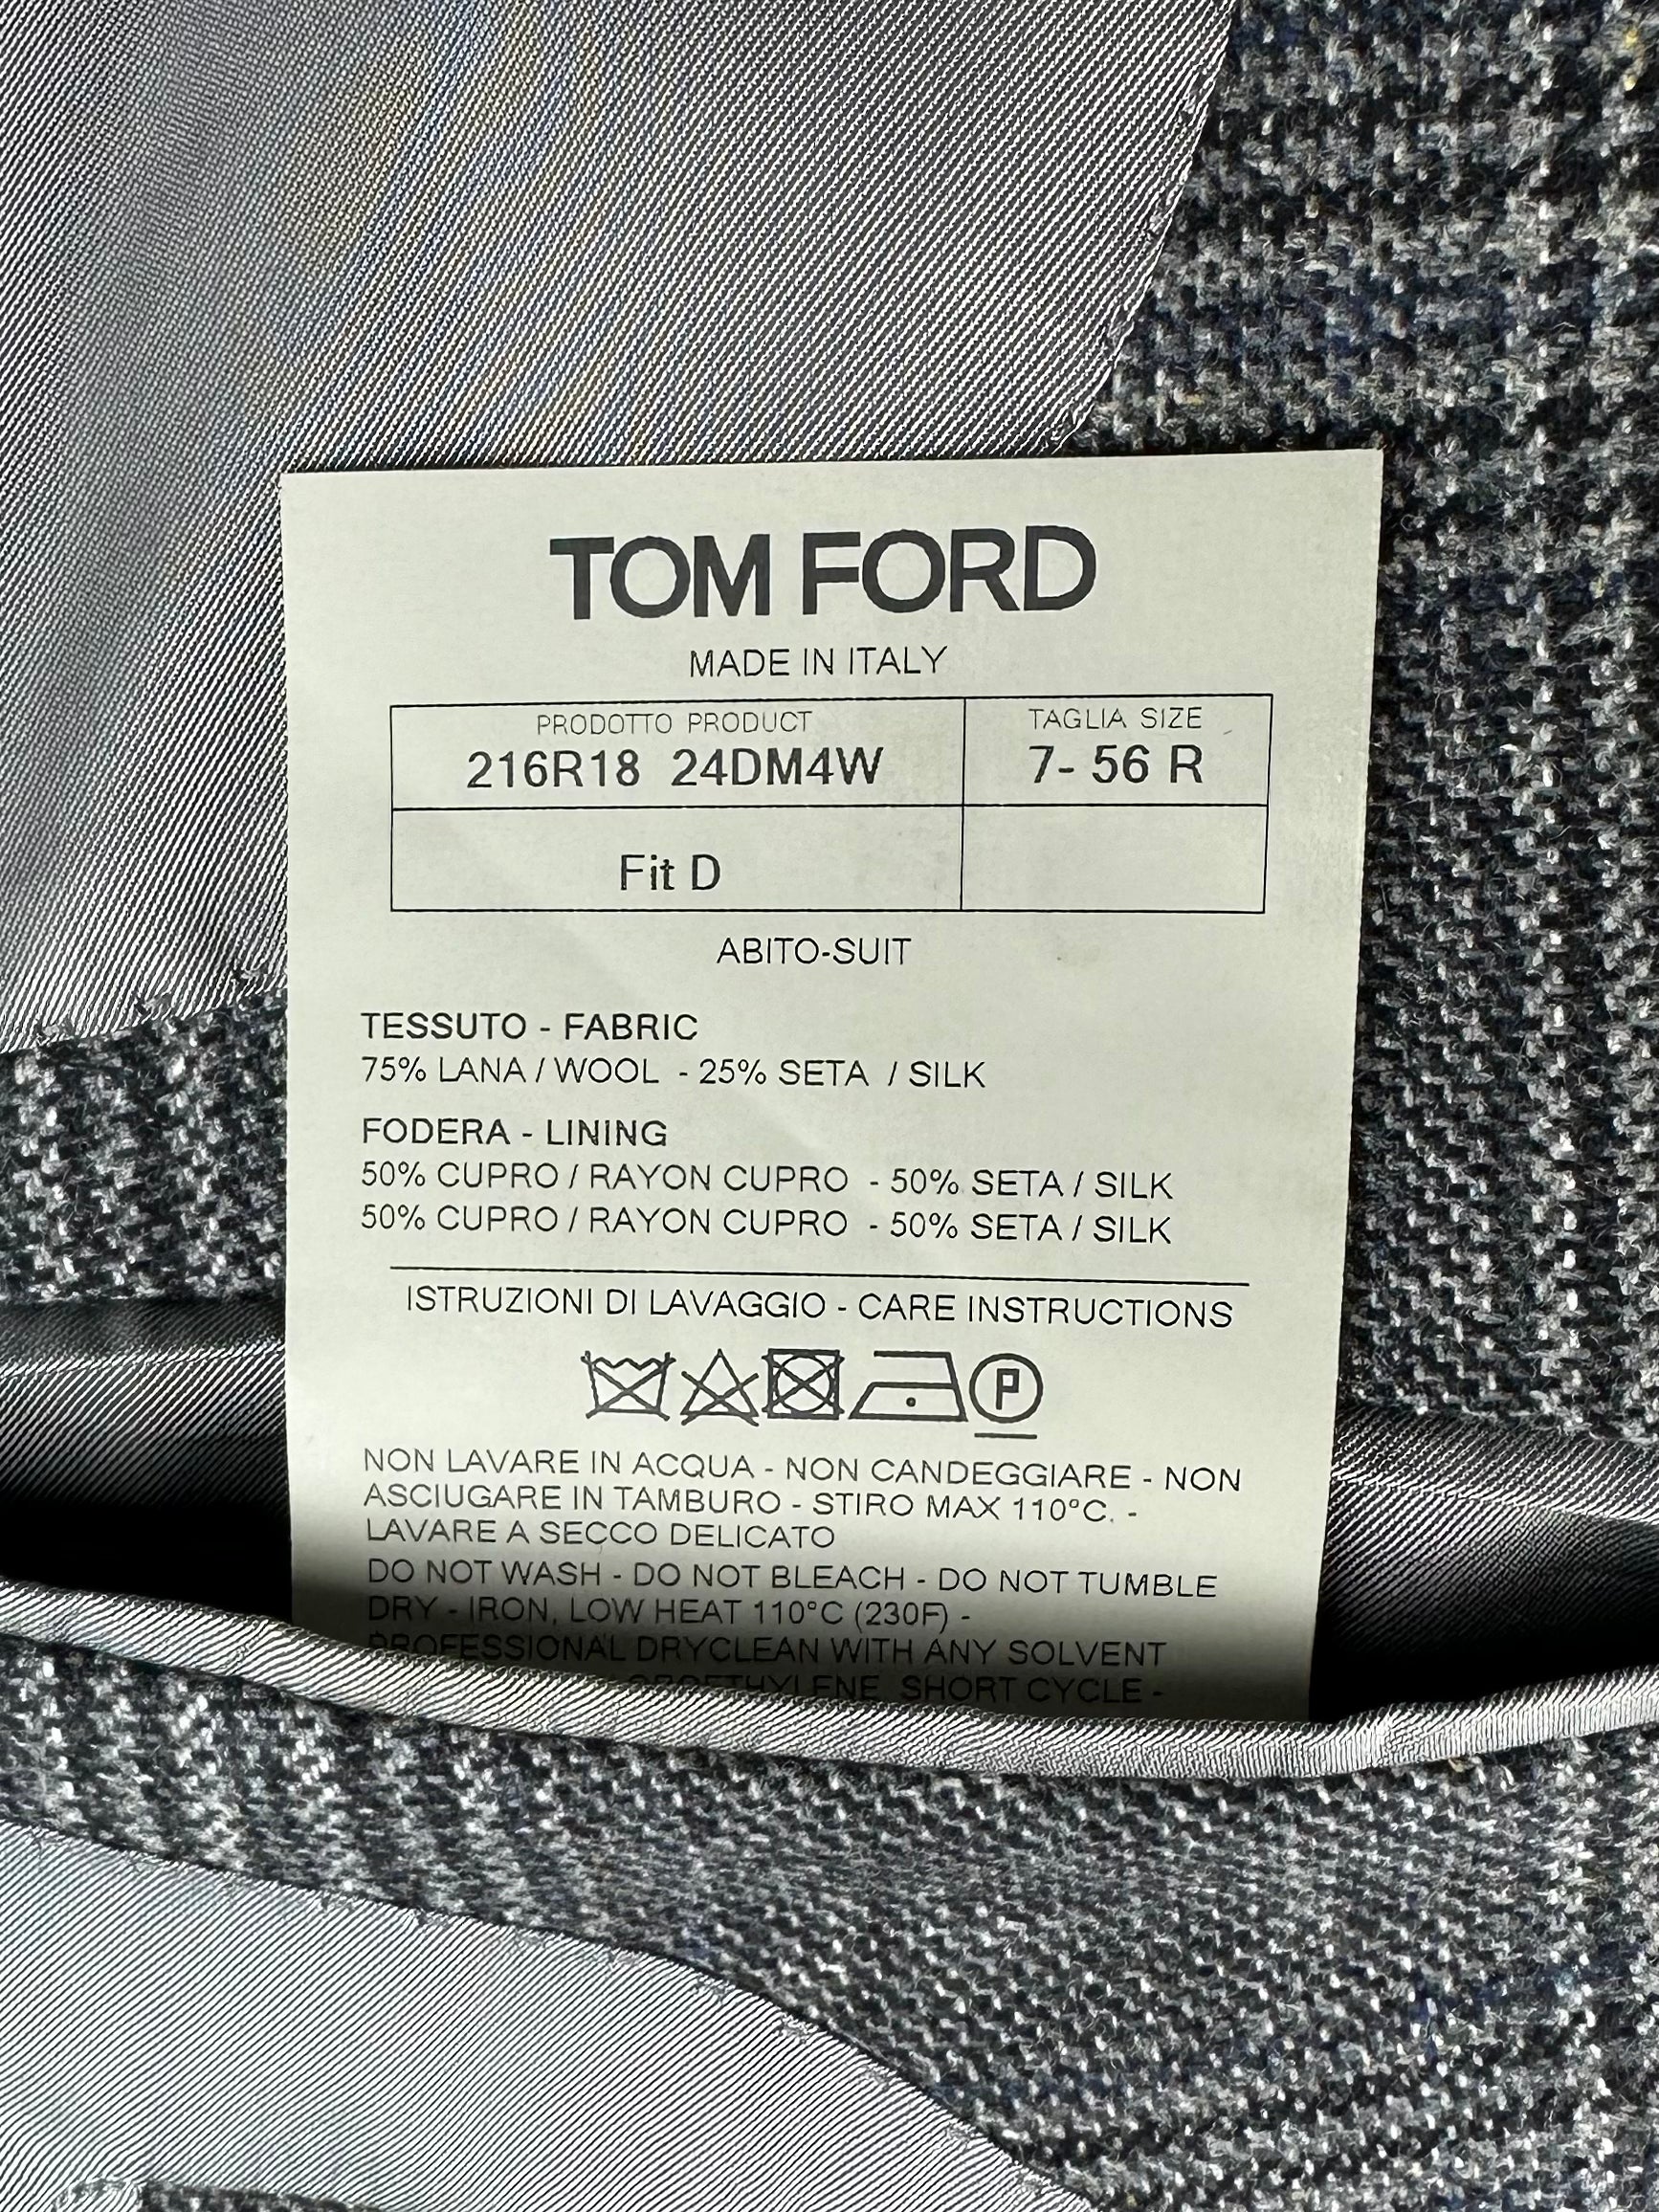 TOM FORD
MADE IN ITALY
PRODOTTO PRODUCT
216R18 24DM4W
TAGLIA SIZE
7- 56 R
Fit D
ABITO-SUIT
TESSUTO - FABRIC
75% LANA / WOOL - 25% SETA / SILK
FODERA - LINING
50% CUPRO / RAYON CUPRO - 50% SETA / SILK
50% CUPRO / RAYON CUPRO - 50% SETA / SILK
ISTRUZIONI DI LAVAGGIO - CARE INSTRUCTIONS
P
NON LAVARE IN ACQUA - NON CANDEGGIARE - NON
ASCIUGARE IN TAMBURO - STIRO MAX 110°C. -
LAVARE A SECCO DELICATO
DO NOT WASH - DO NOT BLEACH - DO NOT TUMBLE
DRY - IRON, LOW HEAT 110°C (230F) -
PROFESSIONAL DRYCLEAN WITH ANY SOLVENT
SHORT CYCLE -